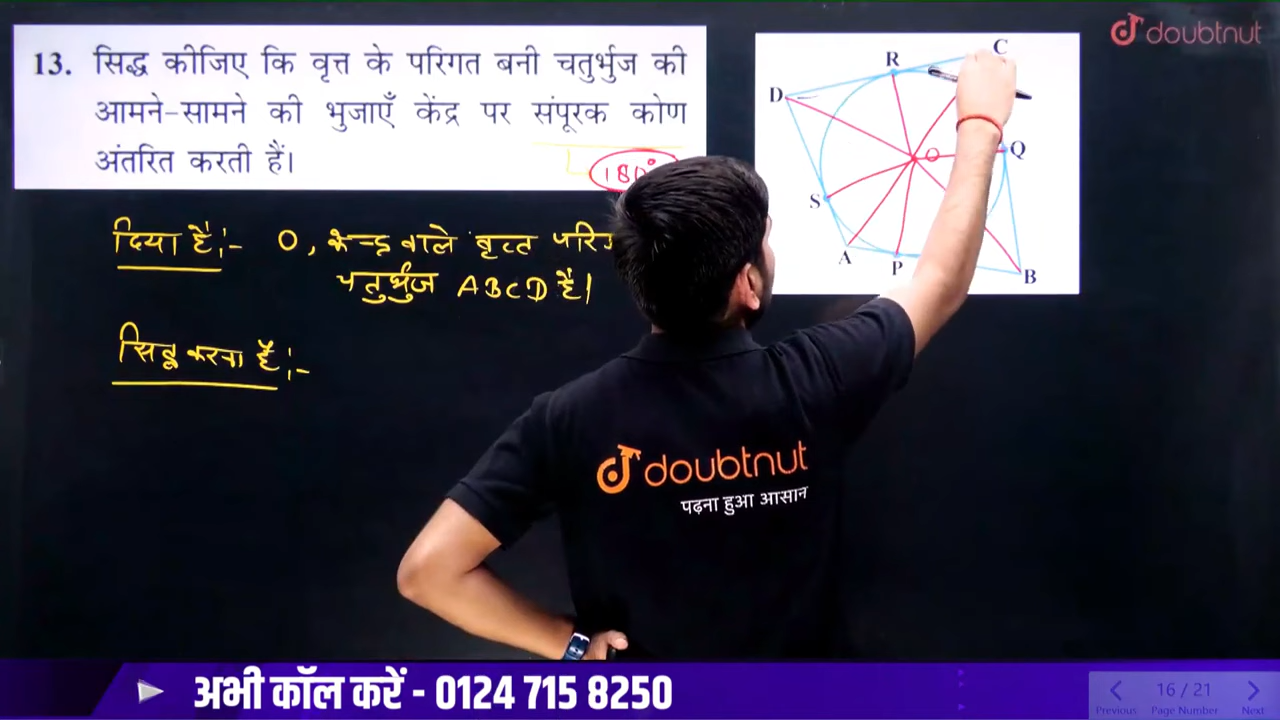 13. सिद्ध कीजिए कि वृत्त के परिगत बनी चतुर्भुज की
आमने-सामने की भुजाएँ केंद्र पर संपूरक कोण
अंतरित करती हैं।
180°
doubtnut
R
C
D
O
Q
S
A
P
B
दिया है:- O, केन्द्र वाले वृत्त
चतुर्भुज ABCD है।
सिद्ध करना है:-
doubtnut
पढ़ना हुआ आसान
अभी कॉल करें - 0124 715 8250
16 / 21
Previous Page Number Next